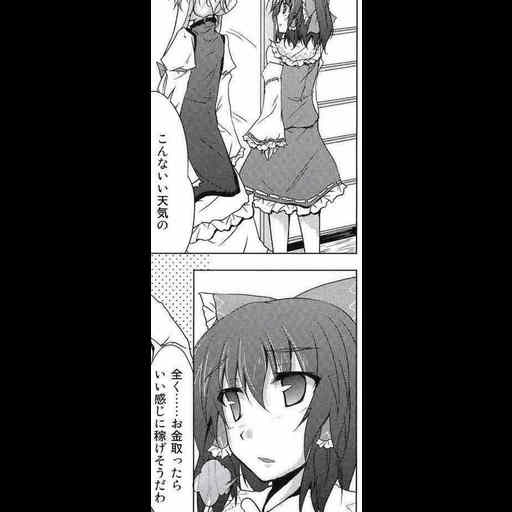 こんないい天気の
全く……お金取ったら
いい感じに稼げそうだわ